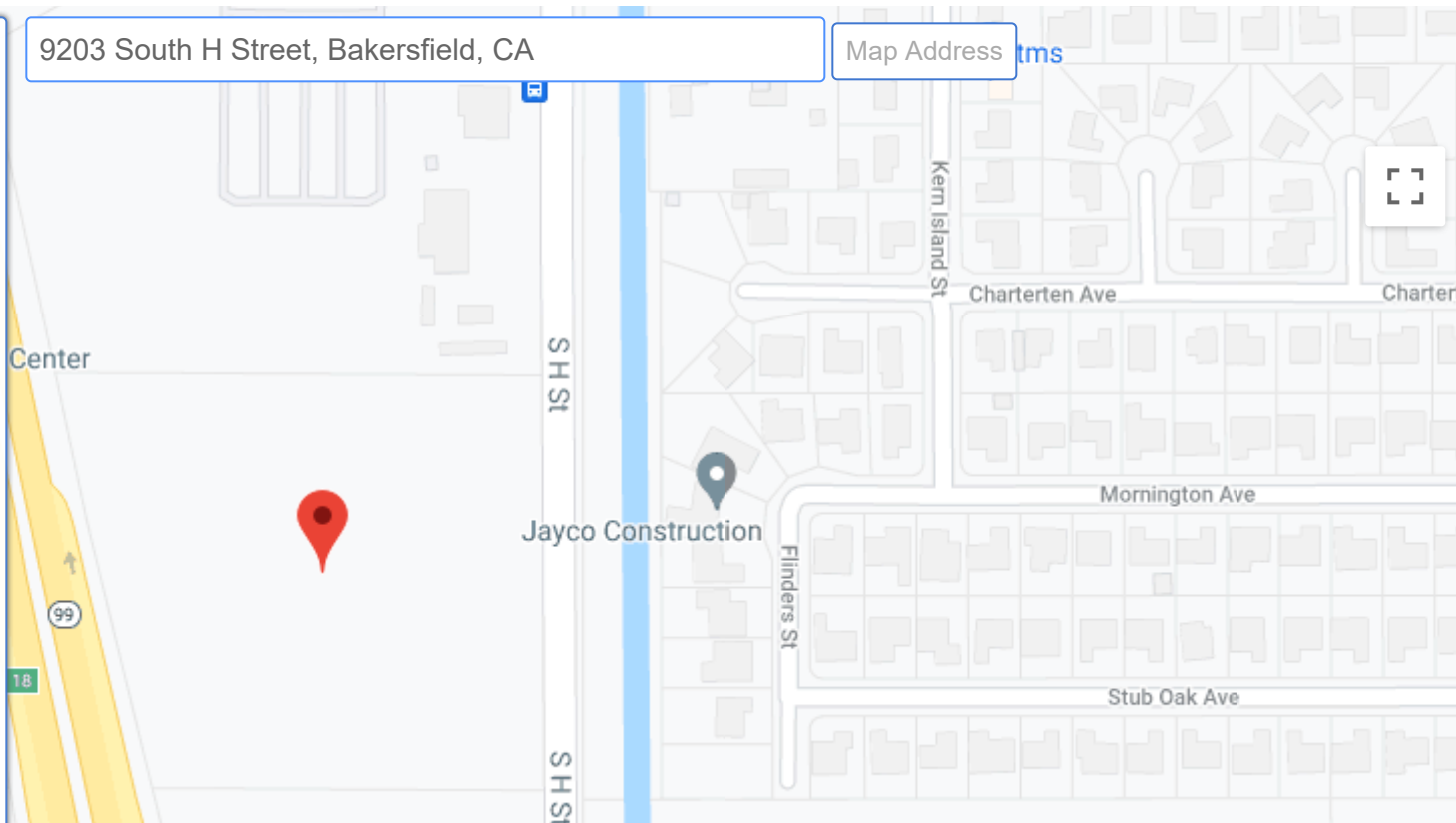 9203 South H Street, Bakersfield, CA
Map Address
tms
Kern Island St
Charterten Ave
Charter
Center
S H St
Mornington Ave
Jayco Construction
Flinders St
99
18
Stub Oak Ave
S H St